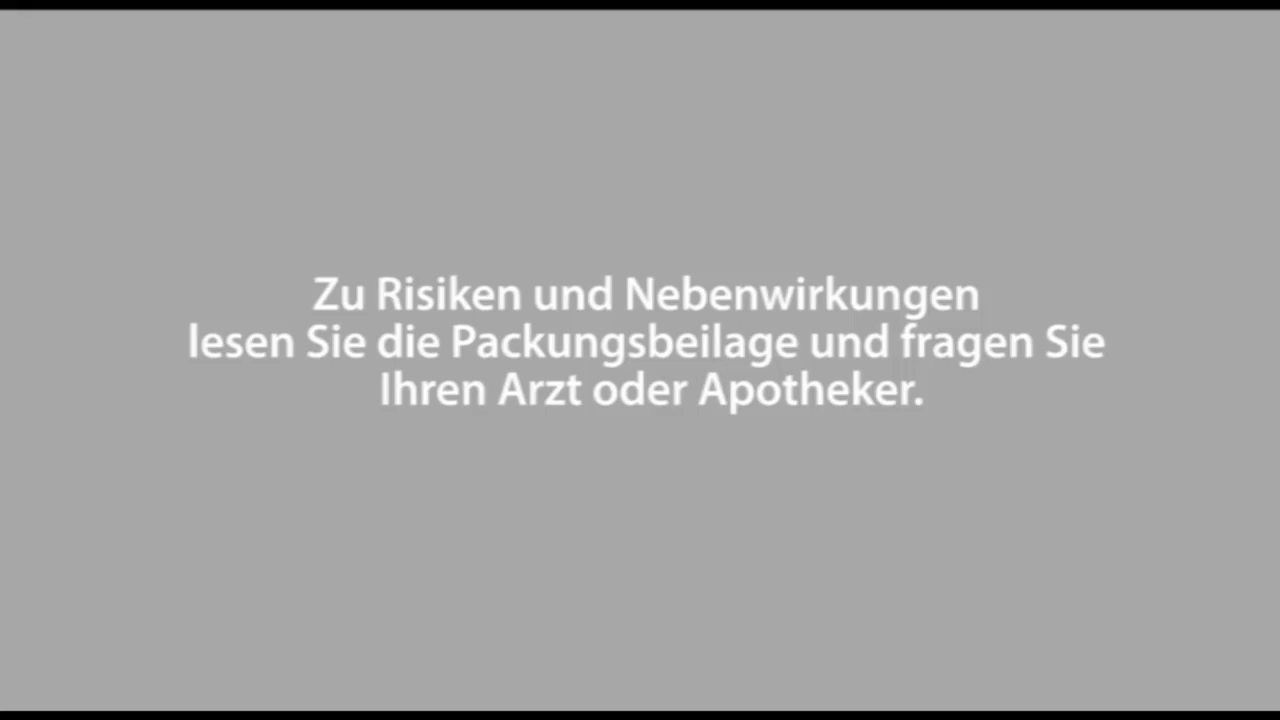 Zu Risiken und Nebenwirkungen
lesen Sie die Packungsbeilage und fragen Sie
Ihren Arzt oder Apotheker.